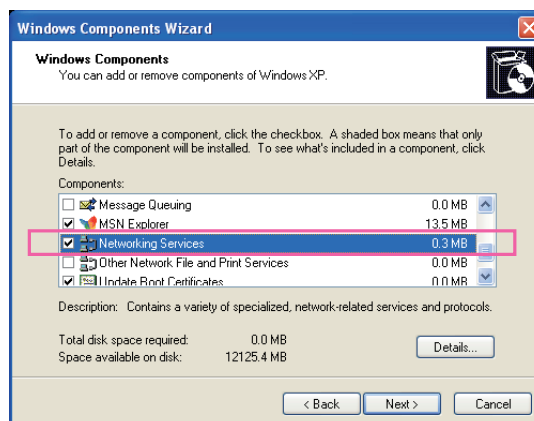 Windows Components Wizard
Windows Components
You can add or remove components of Windows XP.
To add or remove a component, click the checkbox. A shaded box means that only
part of the component will be installed. To see what's included in a component, click
Details.
Components:
Message Queuing 0.0 MB
MSN Explorer 13.5 MB
Networking Services 0.3 MB
Other Network File and Print Services 0.0 MB
Update Root Certificates 0.0 MB
Description: Contains a variety of specialized, network-related services and protocols.
Total disk space required: 0.0 MB
Space available on disk: 12125.4 MB
Details...
< Back Next > Cancel